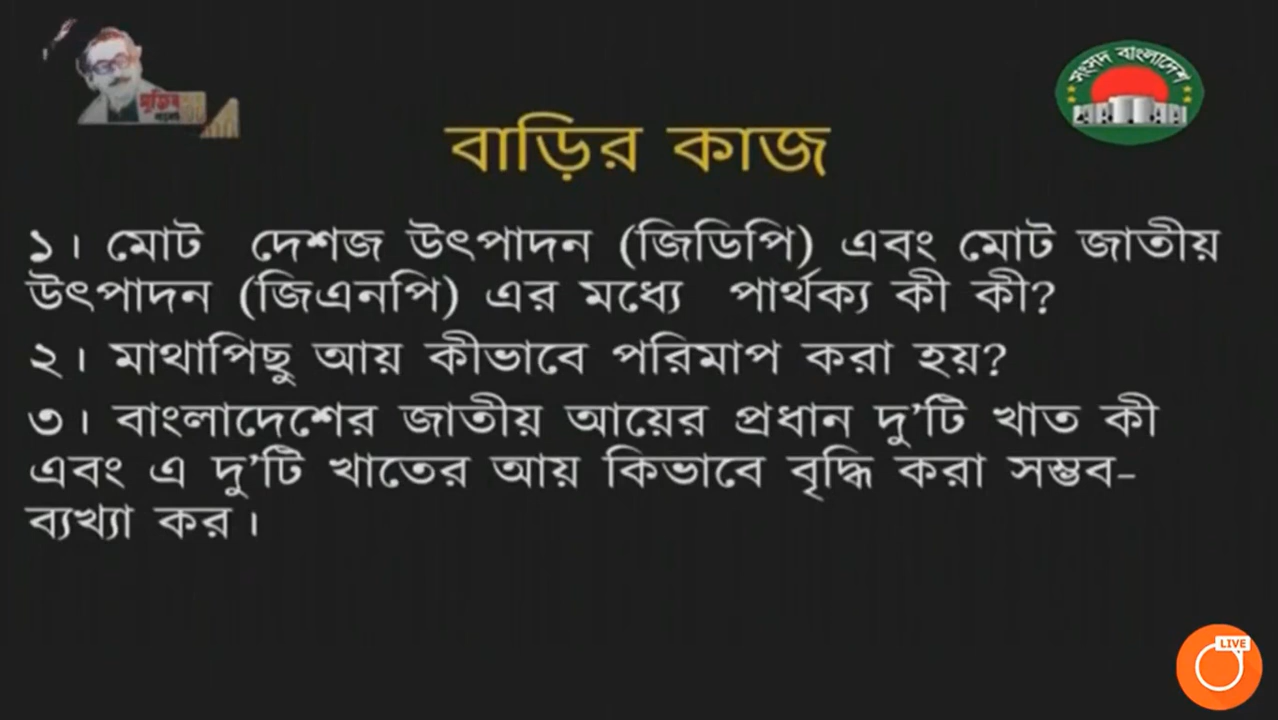 সংসদ বাংলাদেশ
বাড়ির কাজ
১। মোট দেশজ উৎপাদন (জিডিপি) এবং মোট জাতীয়
উৎপাদন (জিএনপি) এর মধ্যে পার্থক্য কী কী?
২। মাথাপিছু আয় কীভাবে পরিমাপ করা হয়?
৩। বাংলাদেশের জাতীয় আয়ের প্রধান দু'টি খাত কী
এবং এ দু'টি খাতের আয় কিভাবে বৃদ্ধি করা সম্ভব-
ব্যখ্যা কর।
LIVE